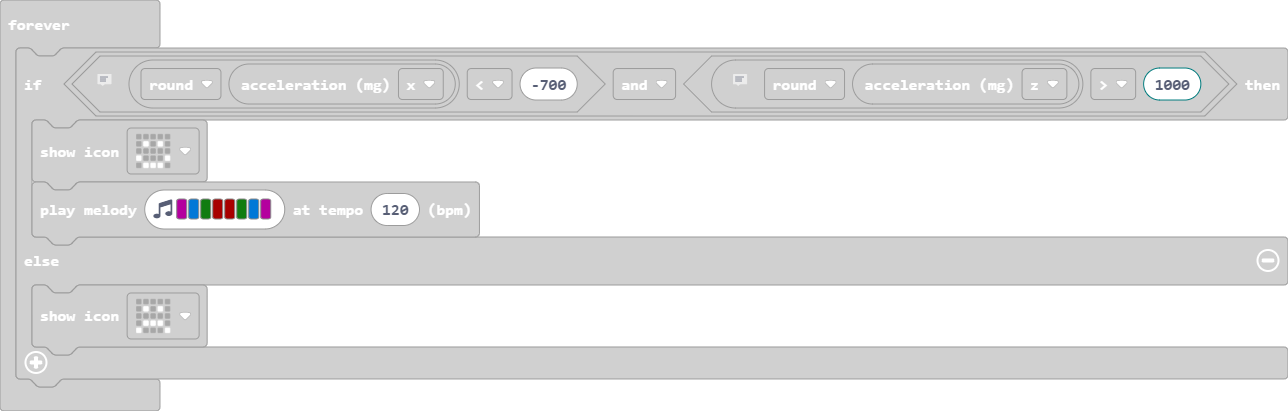 forever
if round acceleration (mg) x < -700 and round acceleration (mg) z > 1000 then
show icon
play melody at tempo 120 (bpm)
else
show icon